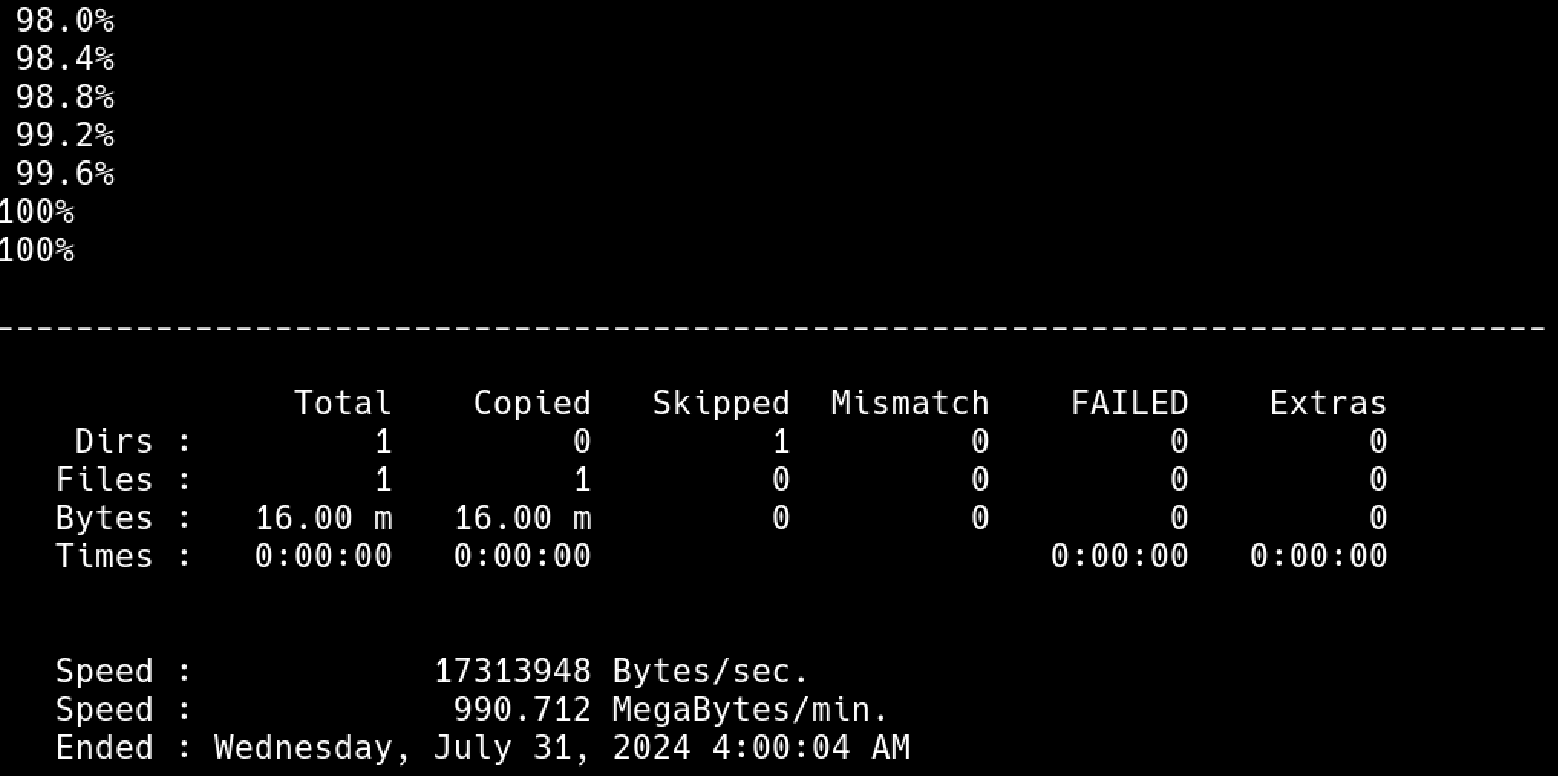 98.0%
98.4%
98.8%
99.2%
99.6%
100%
100%
------------------------------------------------------------------------------
Total Copied Skipped Mismatch FAILED Extras
Dirs : 1 0 1 0 0 0
Files : 1 1 0 0 0 0
Bytes : 16.00 m 16.00 m 0 0 0 0
Times : 0:00:00 0:00:00 0:00:00 0:00:00
Speed : 17313948 Bytes/sec.
Speed : 990.712 MegaBytes/min.
Ended : Wednesday, July 31, 2024 4:00:04 AM